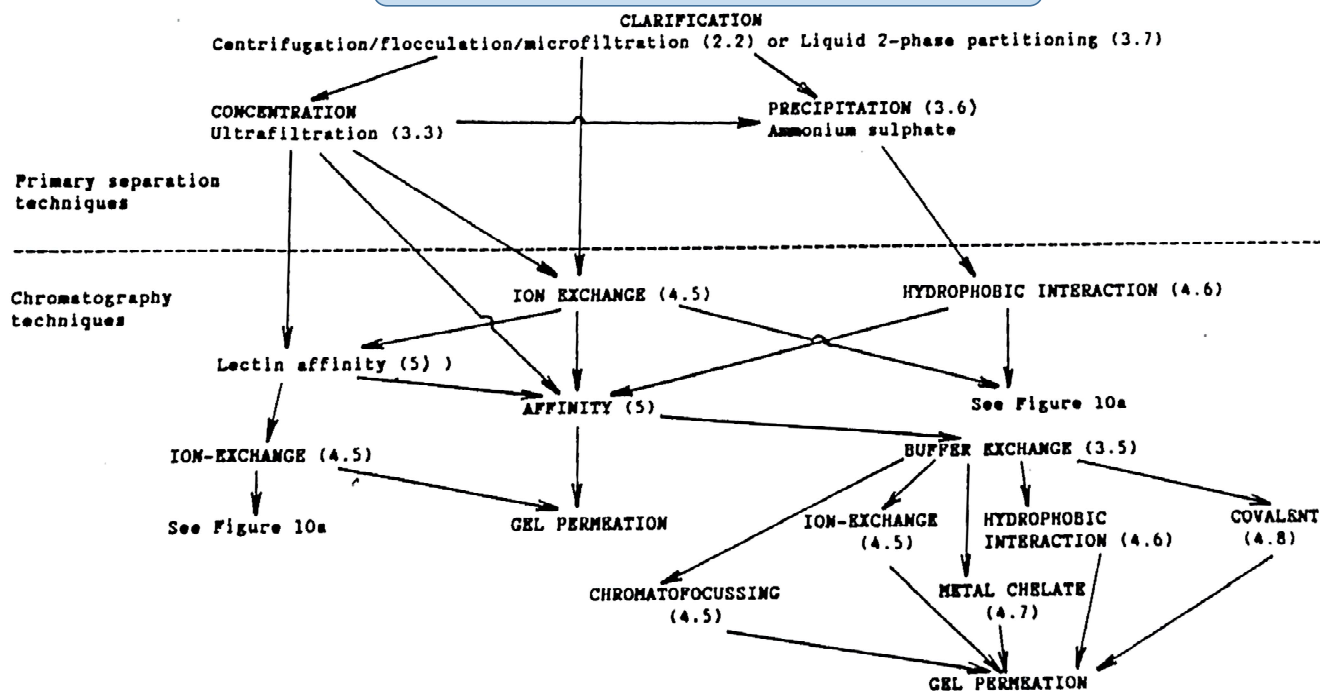 CLARIFICATION
Centrifugation/flocculation/microfiltration (2.2) or Liquid 2-phase partitioning (3.7)
CONCENTRATION
Ultrafiltration (3.3)
PRECIPITATION (3.6)
Ammonium sulphate
Primary separation
techniques
Chromatography
techniques
ION EXCHANGE (4.5)
HYDROPHOBIC INTERACTION (4.6)
Lectin affinity (5) )
AFFINITY (5)
See Figure 10a
ION-EXCHANGE (4.5)
BUFFER EXCHANGE (3.5)
See Figure 10a
GEL PERMEATION
ION-EXCHANGE
(4.5)
HYDROPHOBIC
INTERACTION (4.6)
COVALENT
(4.8)
CHROMATOFOCUSSING
(4.5)
METAL CHELATE
(4.7)
GEL PERMEATION